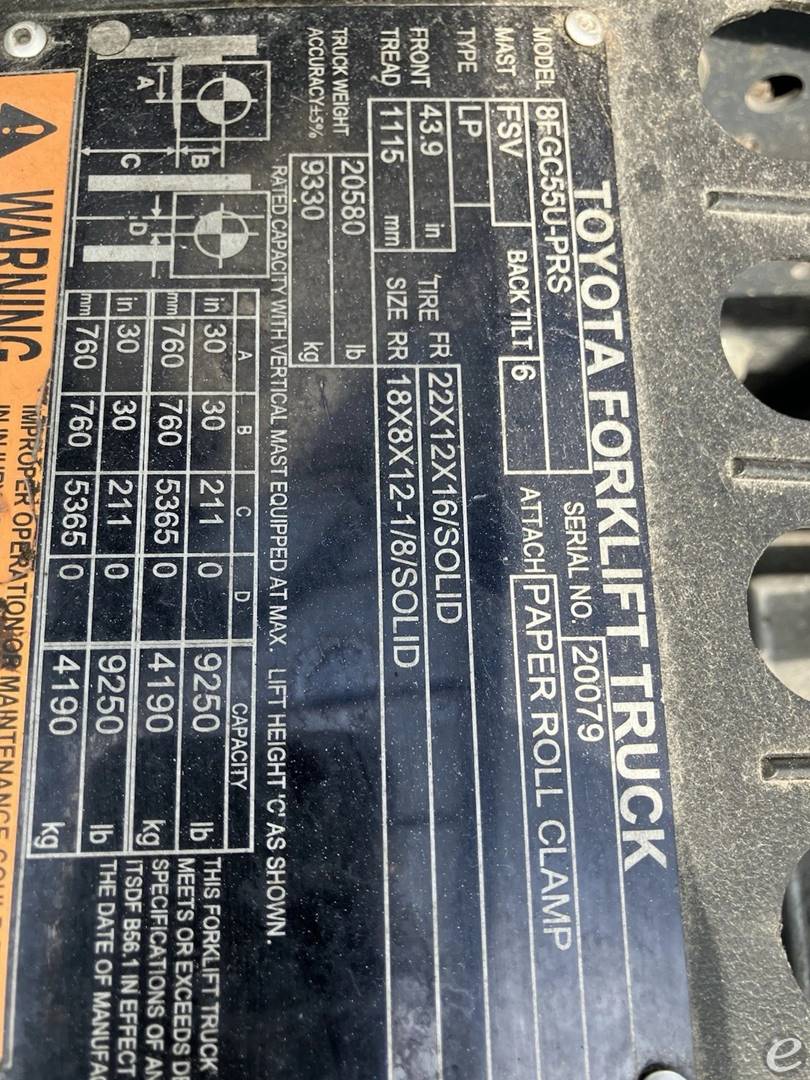 TOYOTA FORKLIFT TRUCK
MODEL 8FGC55U-PRS SERIAL NO. 20079
MAST FSV BACK TILT 6 ATTACH PAPER ROLL CLAMP
TYPE LP
FRONT TREAD 43.9 in TIRE SIZE FR 22X12X16/SOLID
1115 mm RR 18X8X12-1/8/SOLID
TRUCK WEIGHT 20580 lb
ACCURACY±5% 9330 kg
RATED CAPACITY WITH VERTICAL MAST EQUIPPED AT MAX. LIFT HEIGHT 'C' AS SHOWN.
A B C D CAPACITY
in 30 30 211 0 9250 lb
mm 760 760 5365 0 4190 kg
in 30 30 211 0 9250 lb
mm 760 760 5365 0 4190 kg
A B C D
THIS FORKLIFT TRUCK
MEETS OR EXCEEDS
SPECIFICATIONS OF
ITSDF B56.1 IN EFFECT
THE DATE OF
WARNING
IMPROPER OPERATION OR MAINTENANCE
e